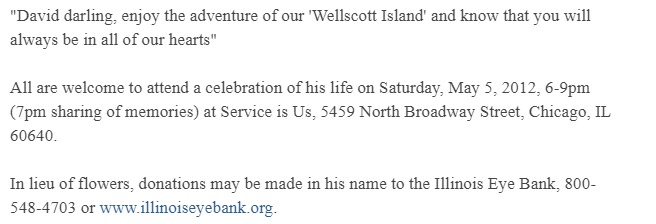 "David darling, enjoy the adventure of our 'Wellscott Island' and know that you will
always be in all of our hearts"
All are welcome to attend a celebration of his life on Saturday, May 5, 2012, 6-9pm
(7pm sharing of memories) at Service is Us, 5459 North Broadway Street, Chicago, IL
60640.
In lieu of flowers, donations may be made in his name to the Illinois Eye Bank, 800-
548-4703 or www.illinoiseyebank.org.